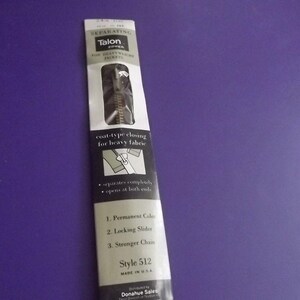 SEPARATING
Talon
ZIPPER
coat-type closing
for heavy fabric
• separates completely
• opens at both ends
1. Permanent Color
2. Locking Slider
3. Stronger Chain
Style 512
MADE IN U.S.A.
Donahue Sales